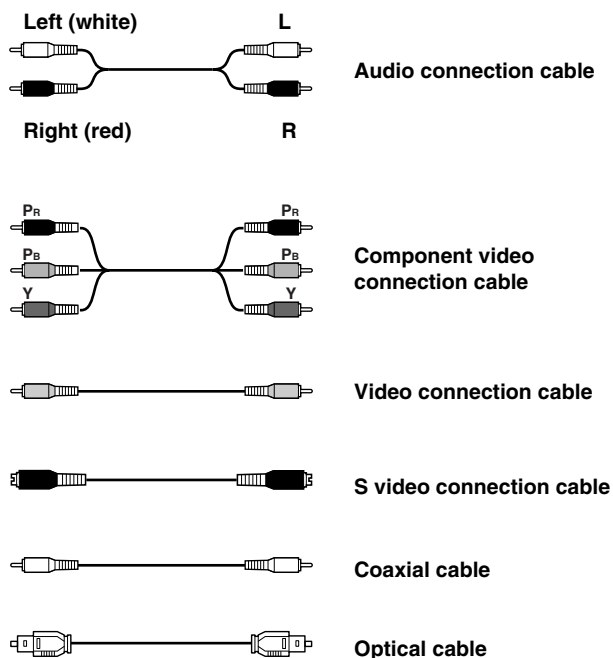 Left (white) L
Audio connection cable
Right (red) R
PR PR
PB PB
Y Y
Component video
connection cable
Video connection cable
S video connection cable
Coaxial cable
Optical cable